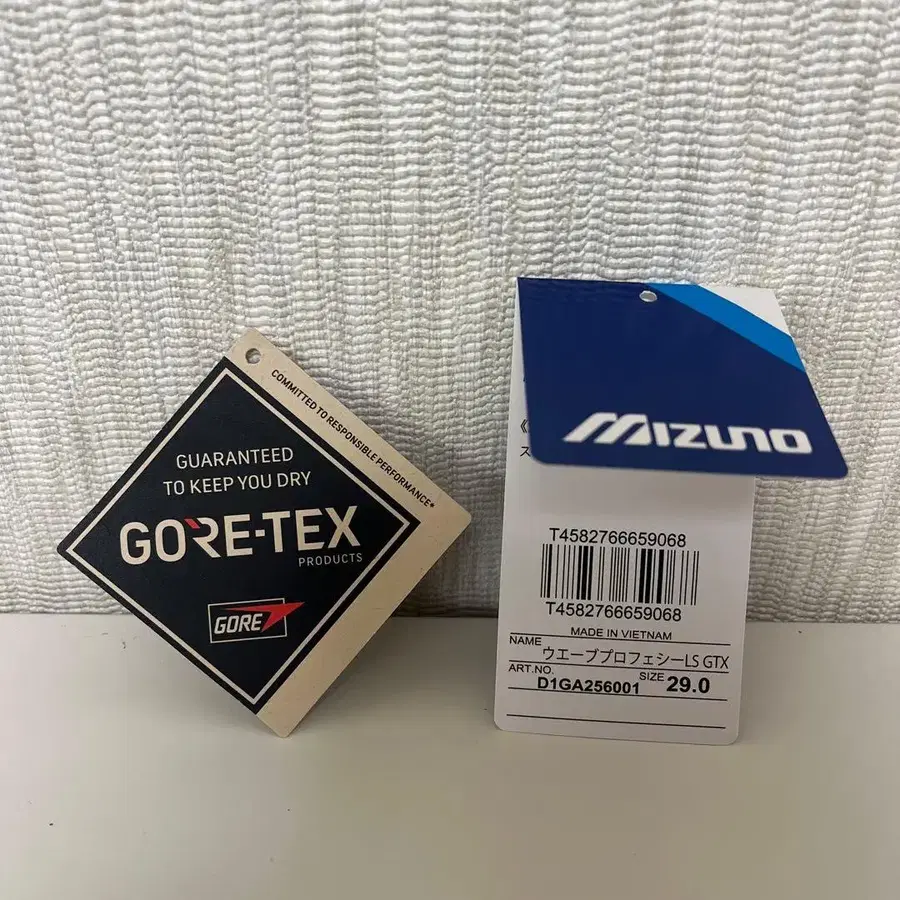 COMMITTED TO RESPONSIBLE PERFORMANCE*
GUARANTEED
TO KEEP YOU DRY
GORE-TEX
PRODUCTS
GORE
MIZUNO
T4582766659068
T4582766659068
MADE IN VIETNAM
NAME ウエーブプロフェシーLS GTX
ART.NO. D1GA256001 SIZE 29.0